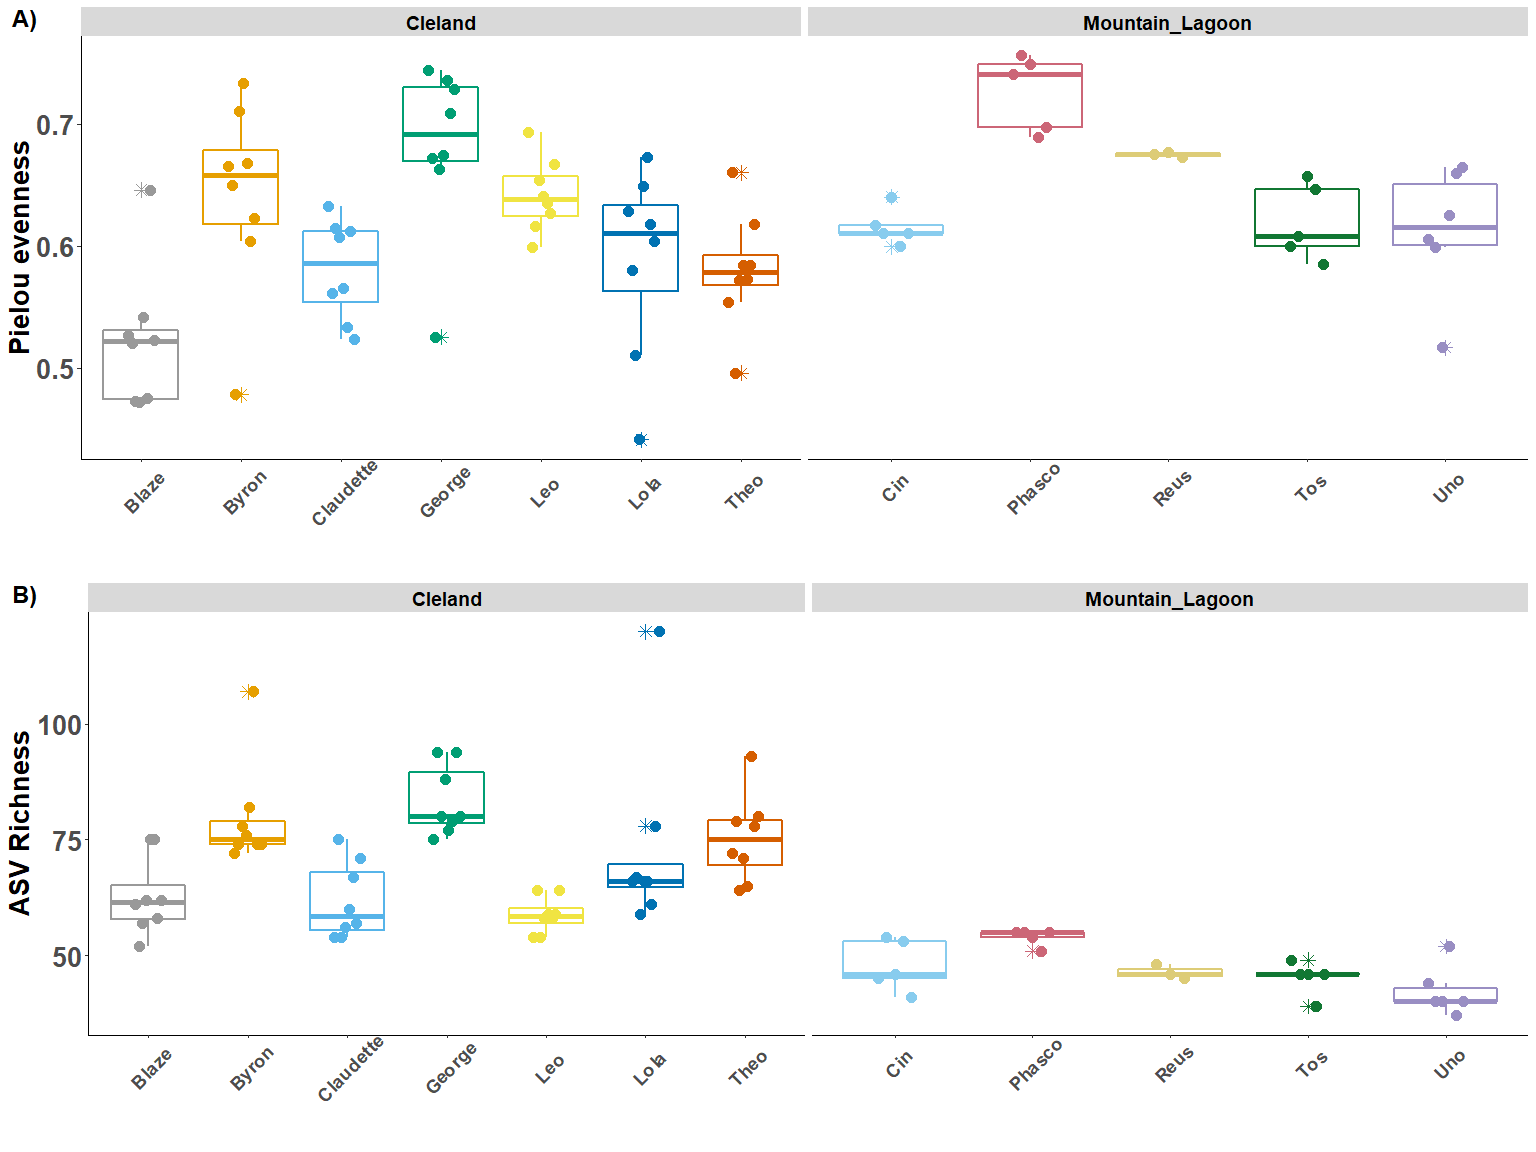 A)
Cleland
Mountain_Lagoon
Pielou evenness
0.7
0.6
0.5
Blaze
Byron
Claudette
George
Leo
Lola
Theo
Cin
Phasco
Reus
Tos
Uno
B)
Cleland
Mountain_Lagoon
ASV Richness
100
75
50
Blaze
Byron
Claudette
George
Leo
Lola
Theo
Cin
Phasco
Reus
Tos
Uno